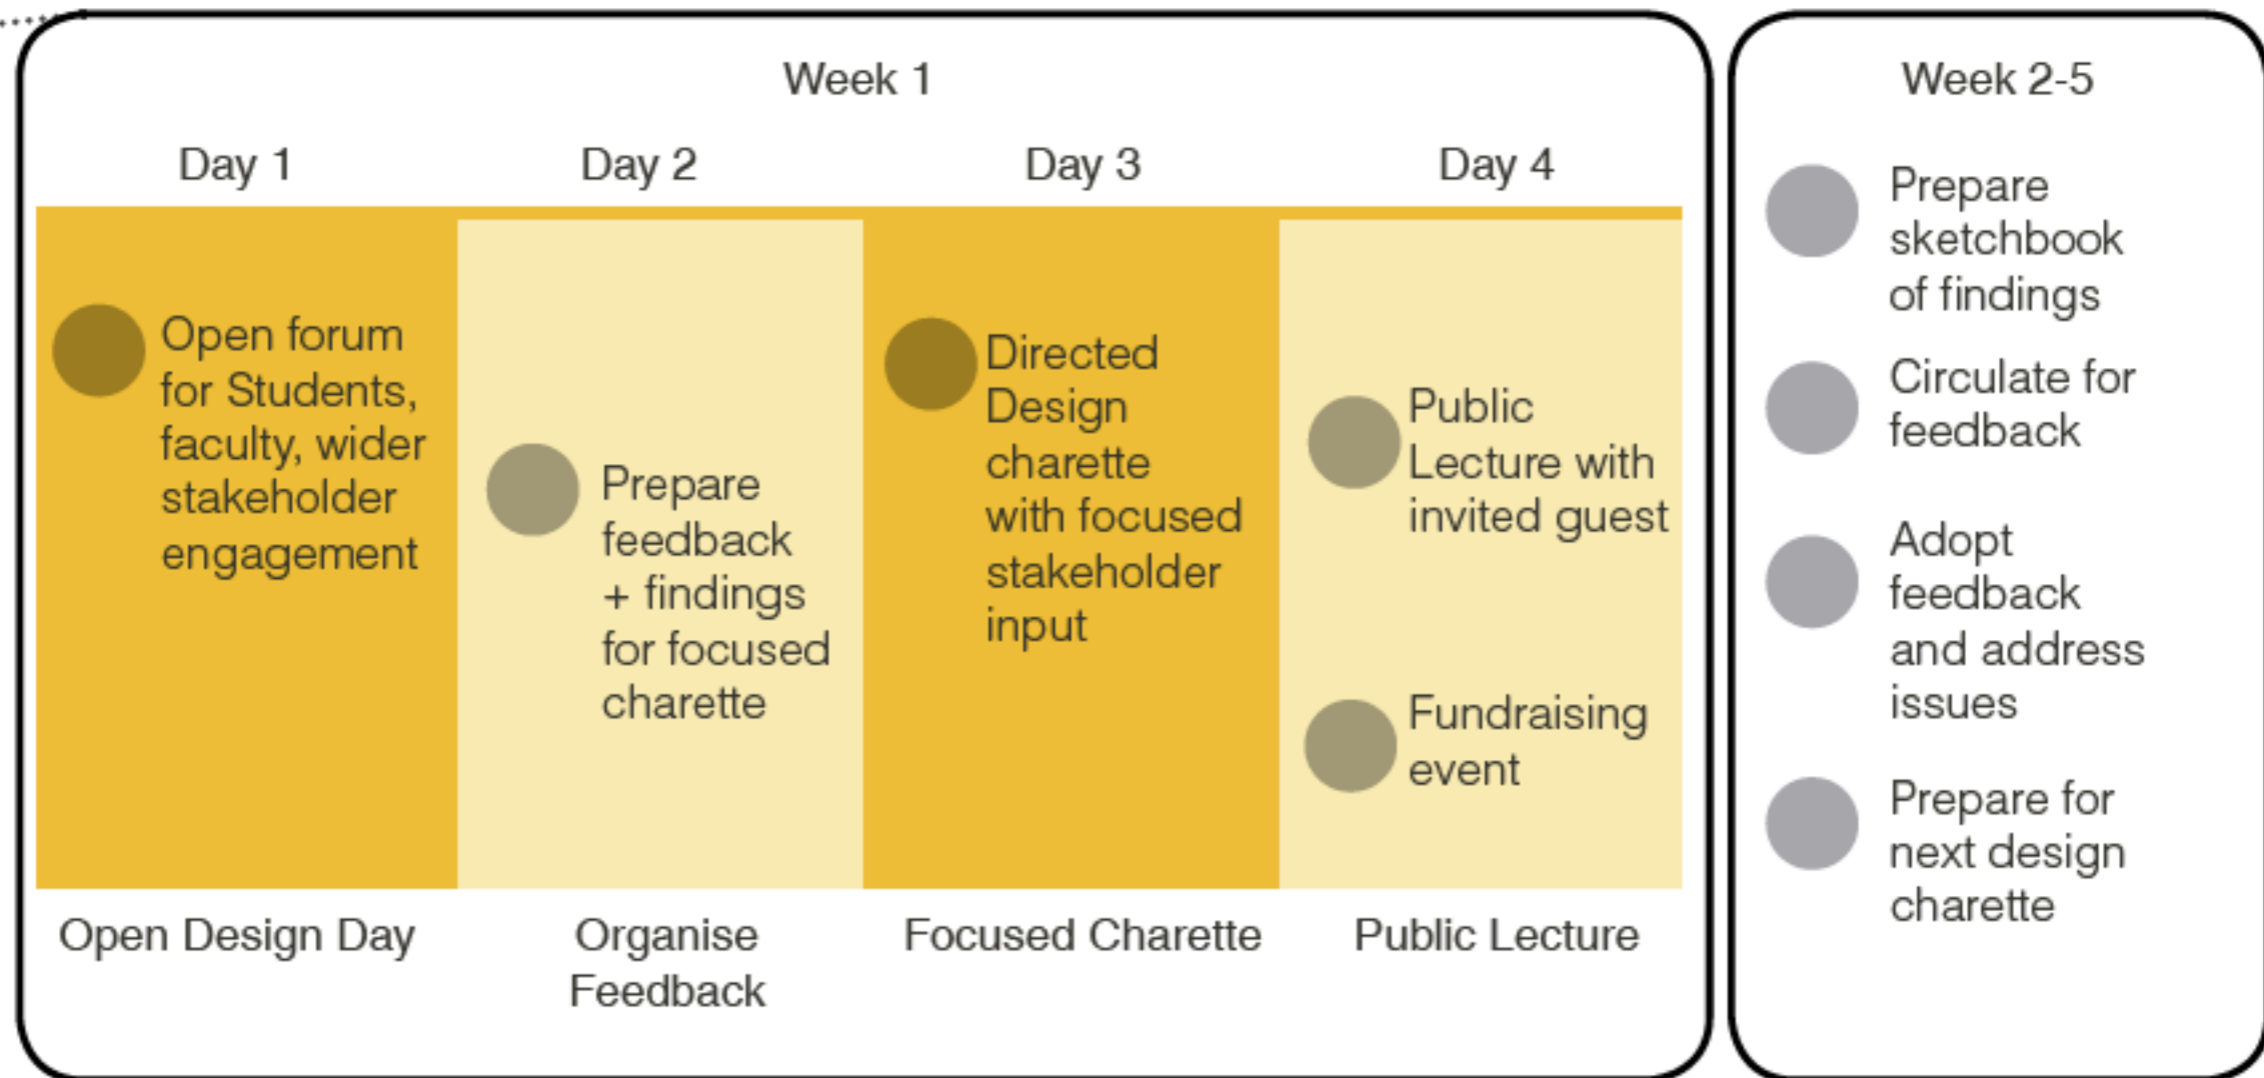 Week 1
Day 1
Day 2
Day 3
Day 4
Open forum
for Students,
faculty, wider
stakeholder
engagement
Prepare
feedback
+ findings
for focused
charette
Directed
Design
charette
with focused
stakeholder
input
Public
Lecture with
invited guest
Fundraising
event
Open Design Day
Organise
Feedback
Focused Charette
Public Lecture
Week 2-5
Prepare
sketchbook
of findings
Circulate for
feedback
Adopt
feedback
and address
issues
Prepare for
next design
charette